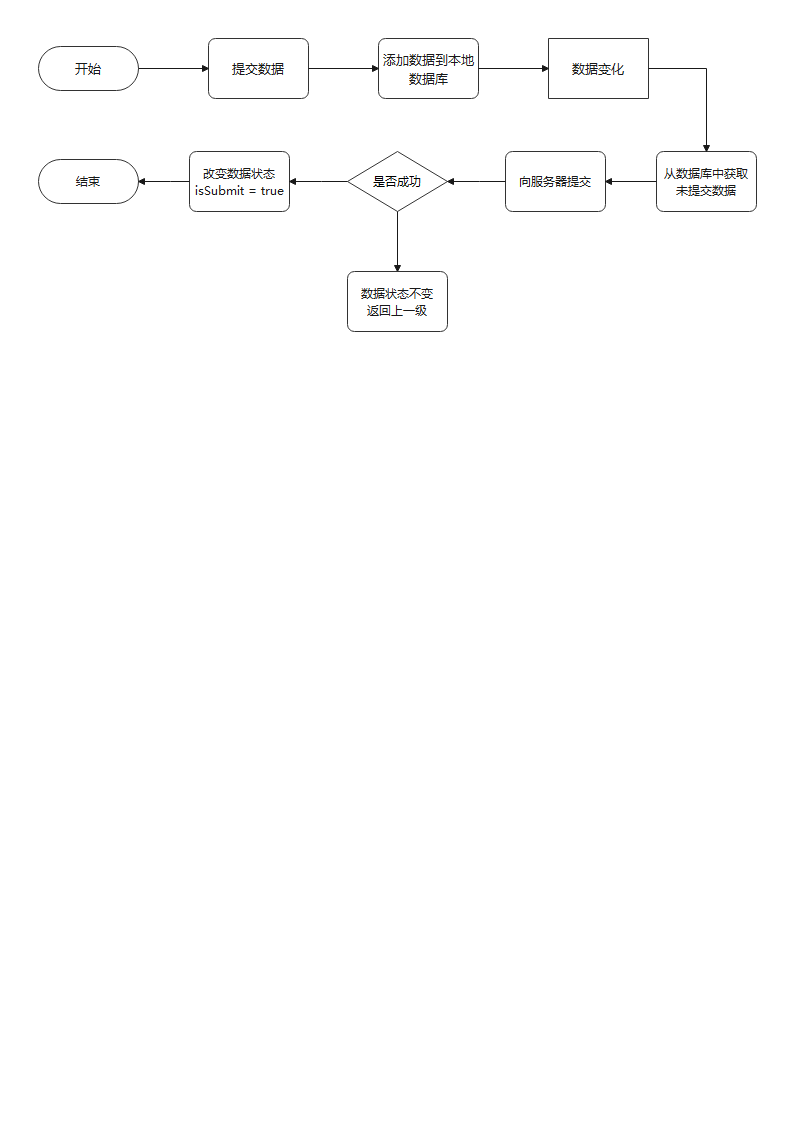 开始
提交数据
添加数据到本地
数据库
数据变化
从数据库中获取
未提交数据
向服务器提交
是否成功
改变数据状态
isSubmit = true
结束
数据状态不变
返回上一级